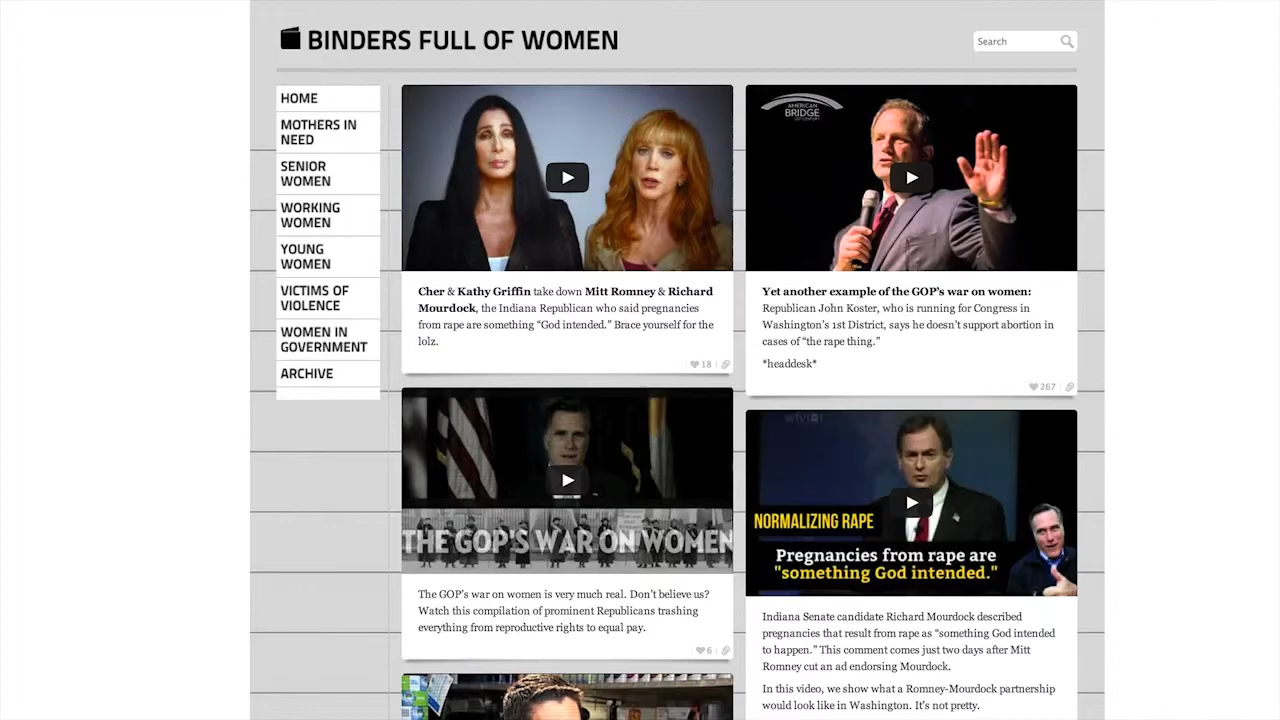 BINDERS FULL OF WOMEN
Search
HOME
MOTHERS IN
NEED
SENIOR
WOMEN
WORKING
WOMEN
YOUNG
WOMEN
VICTIMS OF
VIOLENCE
WOMEN IN
GOVERNMENT
ARCHIVE
Cher & Kathy Griffin take down Mitt Romney & Richard
Mourdock, the Indiana Republican who said pregnancies
from rape are something “God intended.” Brace yourself for the
lolz.
18
THE GOP'S WAR ON WOMEN
The GOP’s war on women is very much real. Don’t believe us?
Watch this compilation of prominent Republicans trashing
everything from reproductive rights to equal pay.
6
AMERICAN
BRIDGE
21ST CENTURY
Yet another example of the GOP’s war on women:
Republican John Koster, who is running for Congress in
Washington’s 1st District, says he doesn’t support abortion in
cases of “the rape thing.”
*headdesk*
267
NORMALIZING RAPE
Pregnancies from rape are
"something God intended."
Indiana Senate candidate Richard Mourdock described
pregnancies that result from rape as “something God intended
to happen.” This comment comes just two days after Mitt
Romney cut an ad endorsing Mourdock.
In this video, we show what a Romney-Mourdock partnership
would look like in Washington. It’s not pretty.